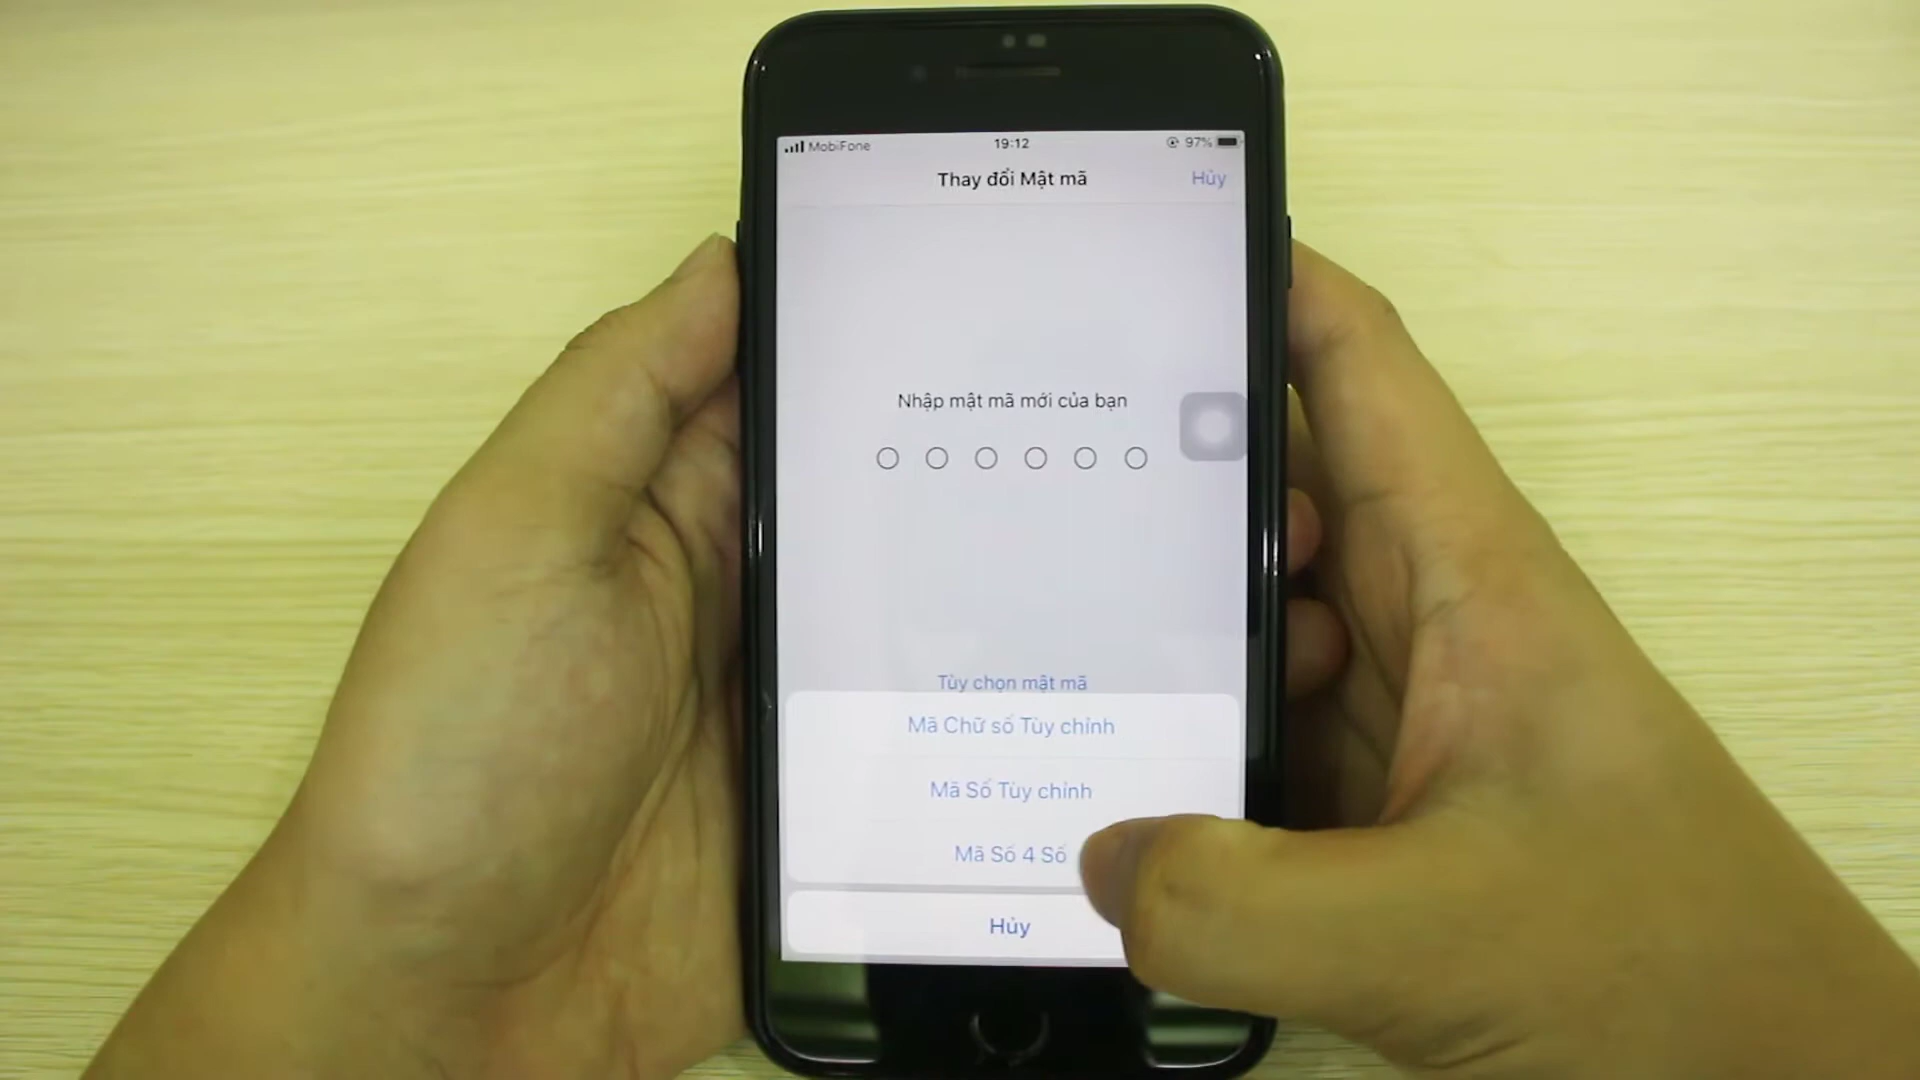 MobiFone 19:12 97%
Thay đổi Mật mã Hủy
Nhập mật mã mới của bạn
Tùy chọn mật mã
Mã Chữ số Tùy chỉnh
Mã Số Tùy chỉnh
Mã Số 4 Số
Hủy